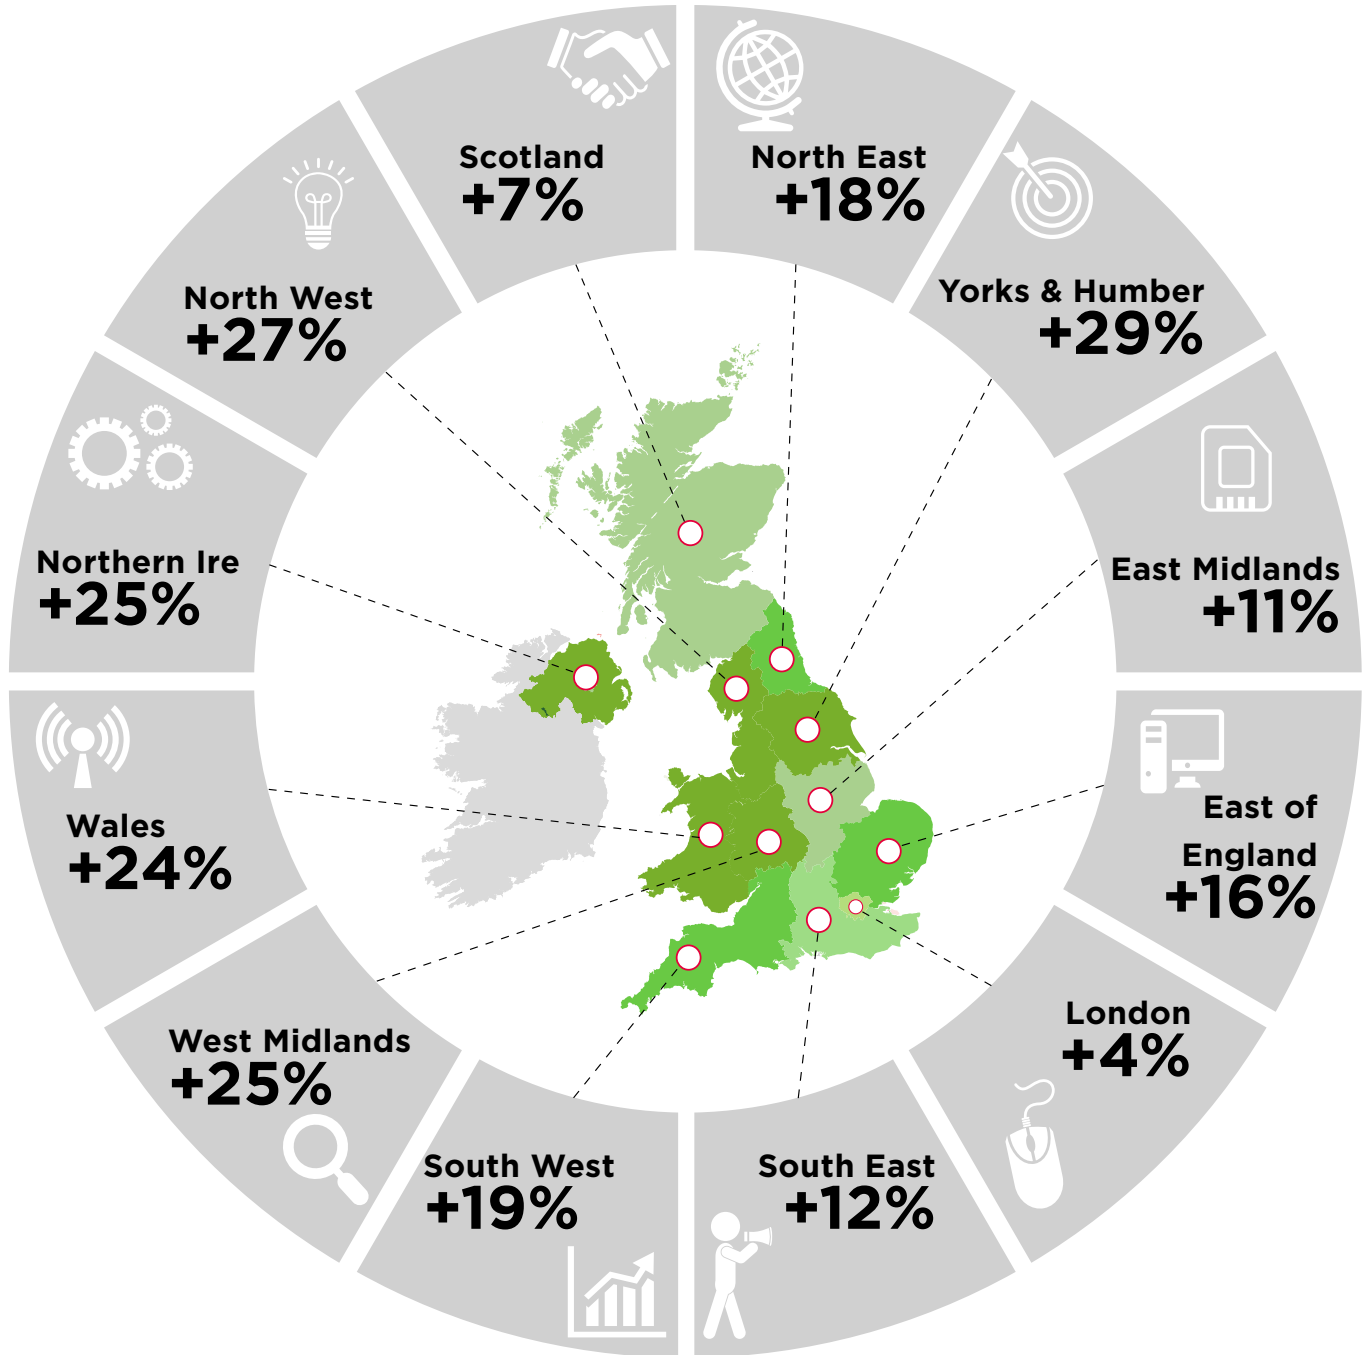 Scotland
+7%
North East
+18%
Yorks & Humber
+29%
East Midlands
+11%
East of
England
+16%
London
+4%
South East
+12%
South West
+19%
West Midlands
+25%
Wales
+24%
Northern Ire
+25%
North West
+27%